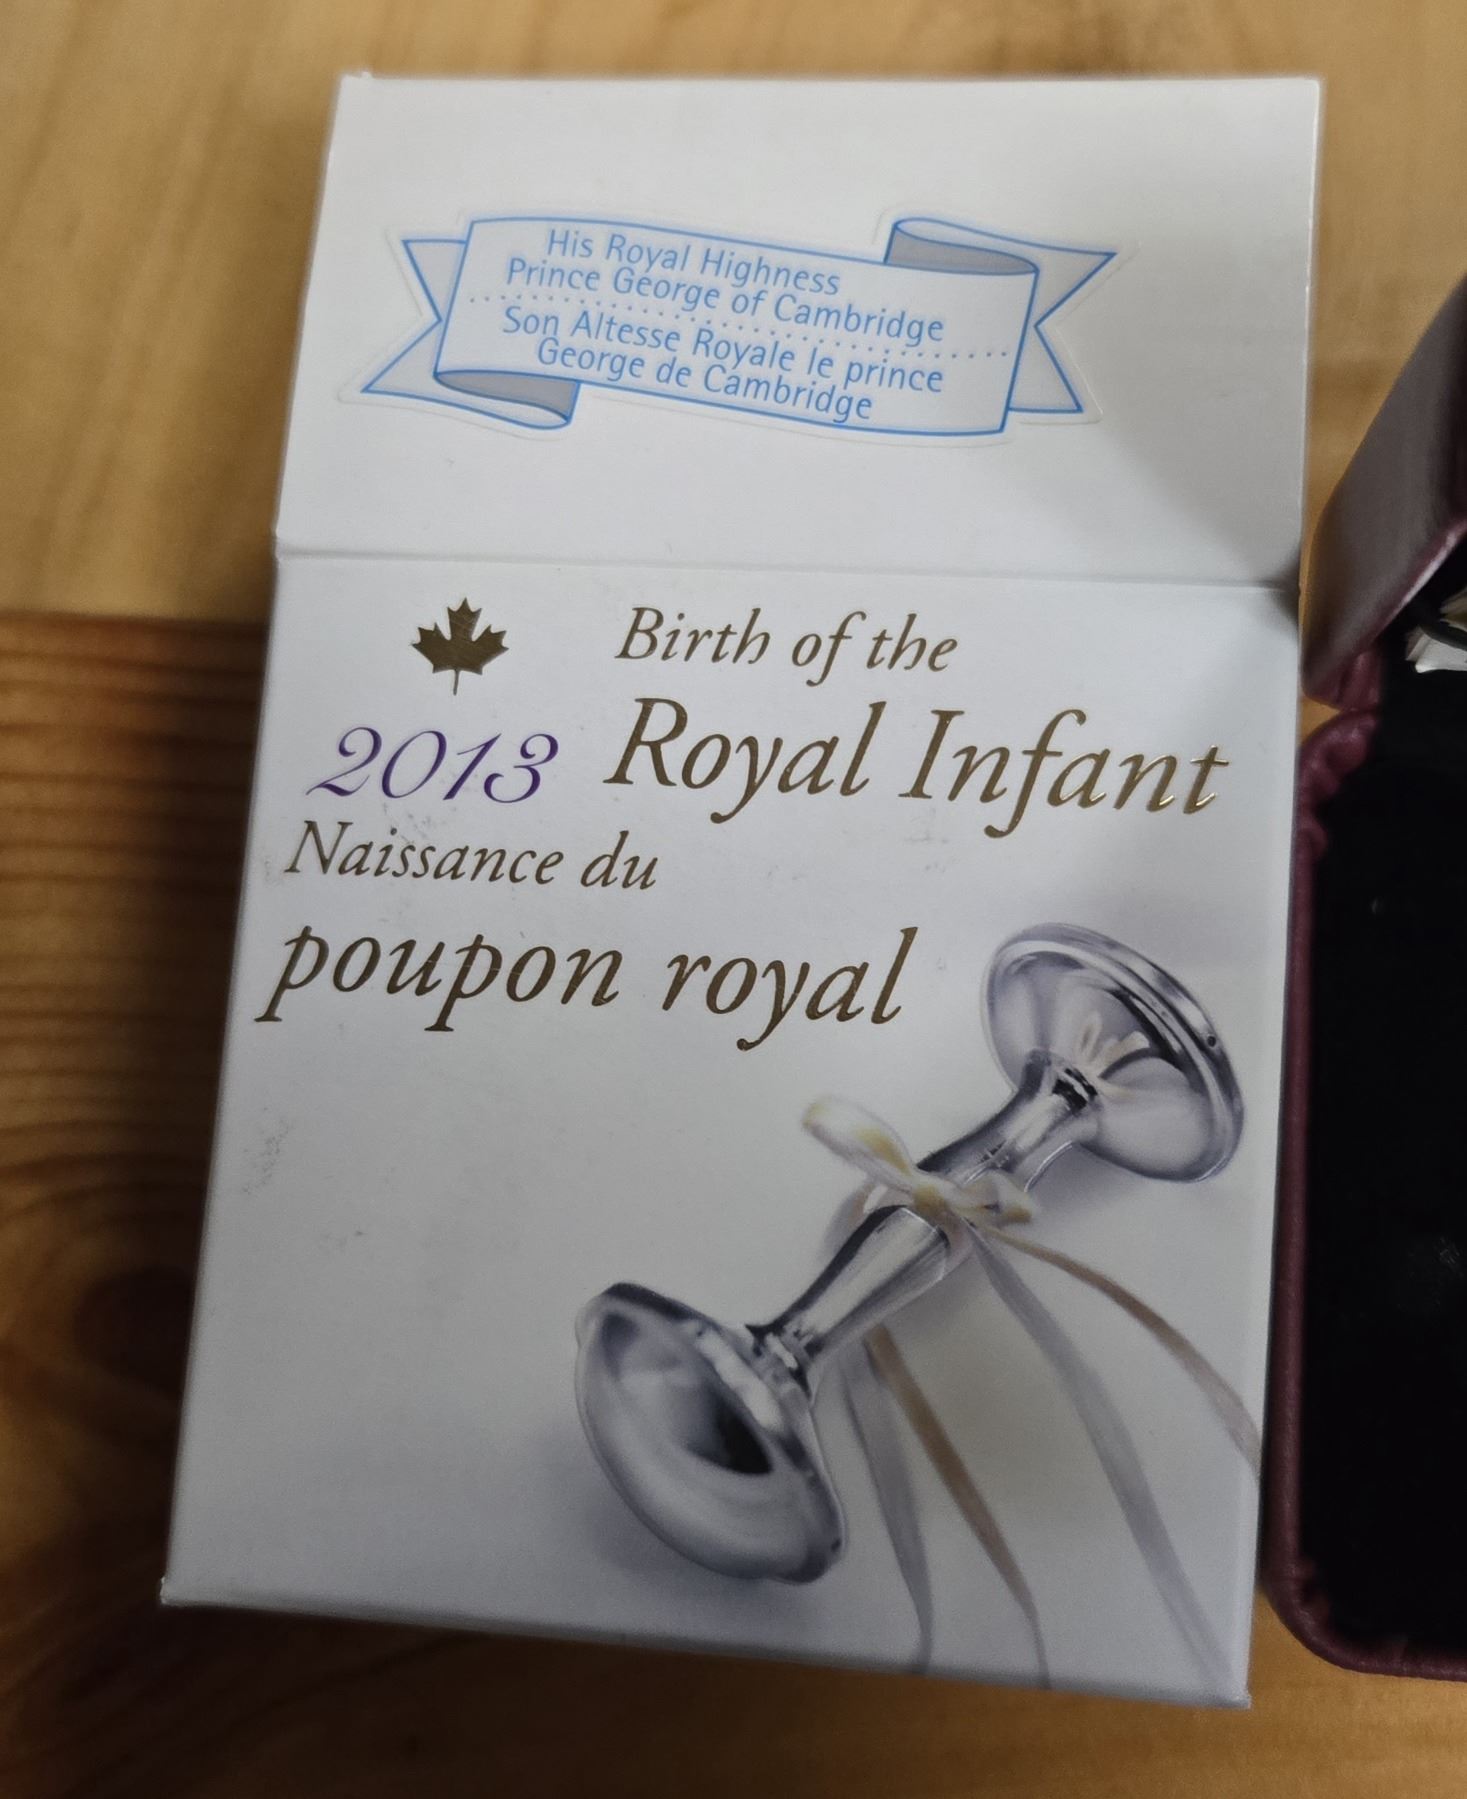 His Royal Highness
Prince George of Cambridge
Son Altesse Royale le prince
George de Cambridge
Birth of the
2013 Royal Infant
Naissance du
poupon royal